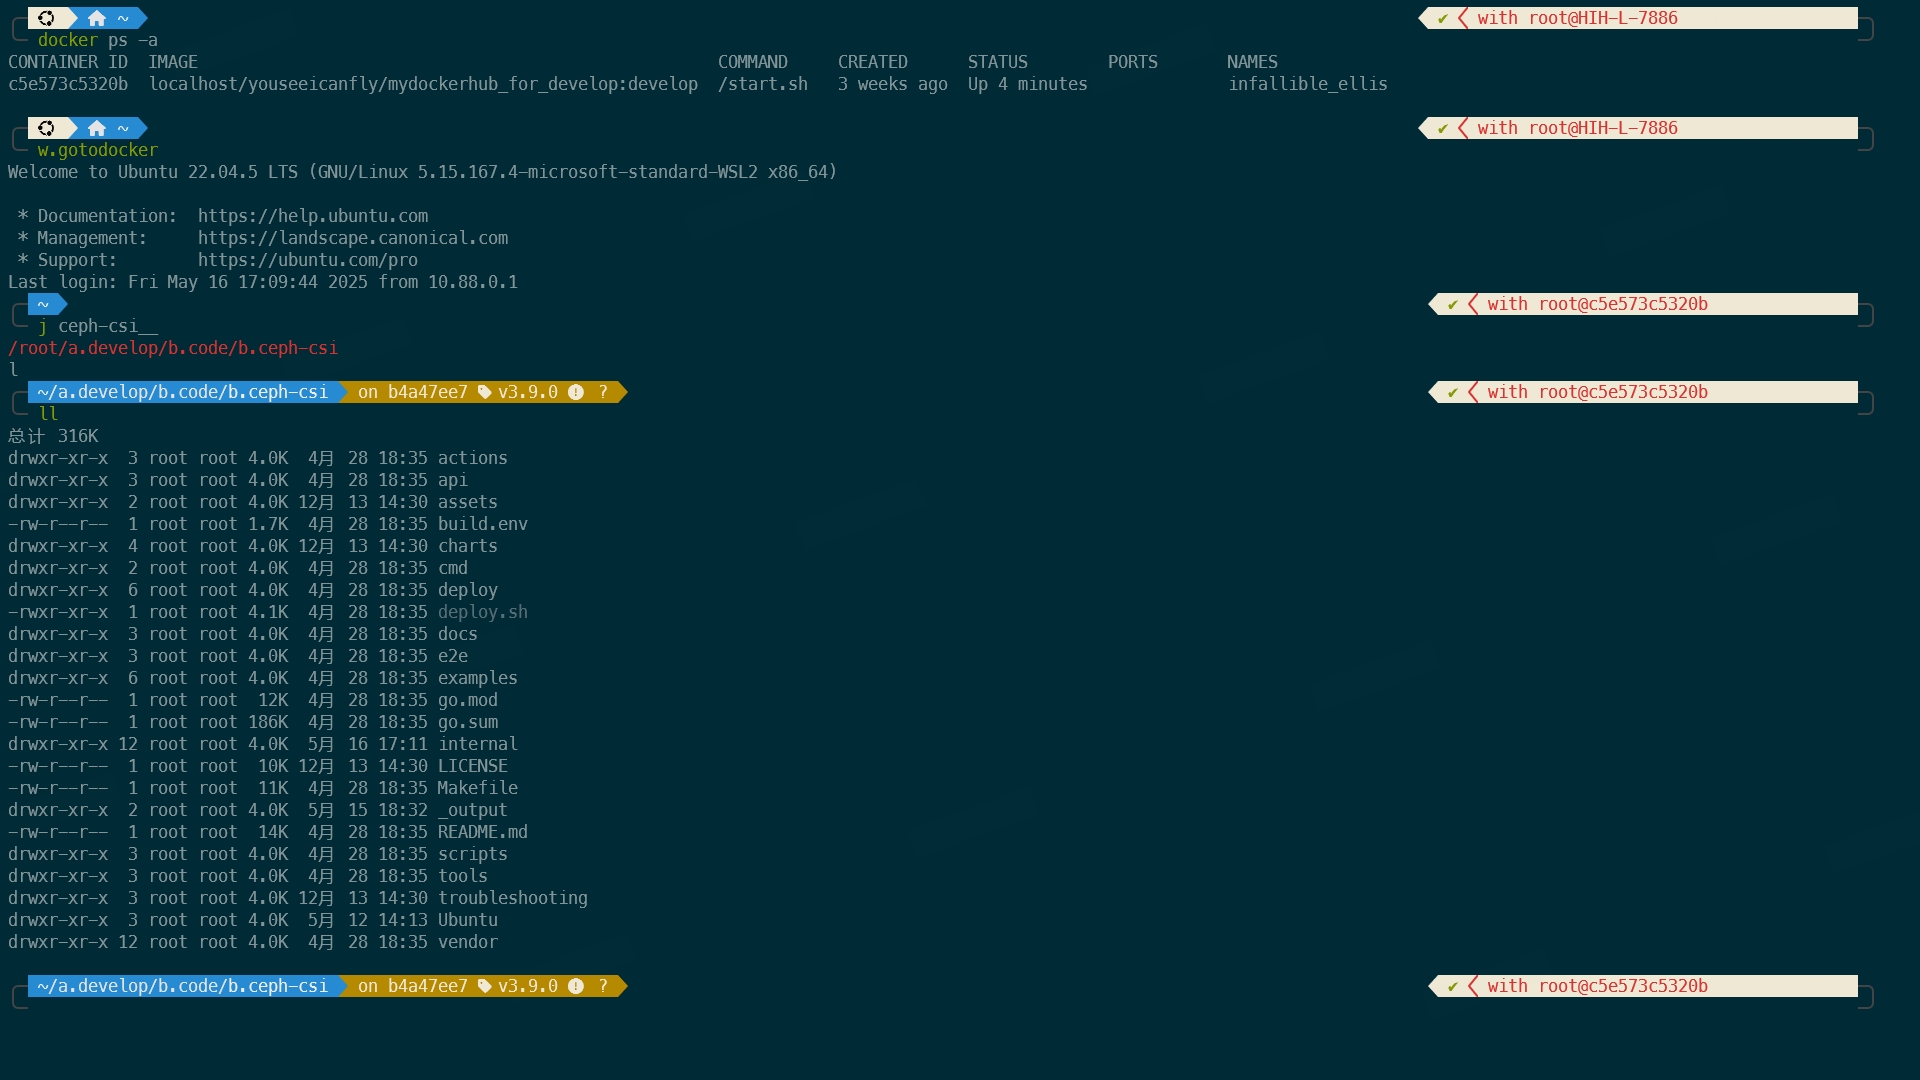 ~ ✔ with root@HIH-L-7886
docker ps -a
CONTAINER ID  IMAGE                                                    COMMAND     CREATED      STATUS        PORTS       NAMES
c5e573c5320b  localhost/youseeicanfly/mydockerhub_for_develop:develop  /start.sh   3 weeks ago  Up 4 minutes              infallible_ellis
~ ✔ with root@HIH-L-7886
w.gotodocker
Welcome to Ubuntu 22.04.5 LTS (GNU/Linux 5.15.167.4-microsoft-standard-WSL2 x86_64)
* Documentation:  https://help.ubuntu.com
* Management:     https://landscape.canonical.com
* Support:        https://ubuntu.com/pro
Last login: Fri May 16 17:09:44 2025 from 10.88.0.1
~ ✔ with root@c5e573c5320b
j ceph-csi__
/root/a.develop/b.code/b.ceph-csi
l
~/a.develop/b.code/b.ceph-csi on b4a47ee7 v3.9.0 ! ? ✔ with root@c5e573c5320b
ll
总计 316K
drwxr-xr-x  3 root root 4.0K  4月 28 18:35 actions
drwxr-xr-x  3 root root 4.0K  4月 28 18:35 api
drwxr-xr-x  2 root root 4.0K 12月 13 14:30 assets
-rw-r--r--  1 root root 1.7K  4月 28 18:35 build.env
drwxr-xr-x  4 root root 4.0K 12月 13 14:30 charts
drwxr-xr-x  2 root root 4.0K  4月 28 18:35 cmd
drwxr-xr-x  6 root root 4.0K  4月 28 18:35 deploy
-rwxr-xr-x  1 root root 4.1K  4月 28 18:35 deploy.sh
drwxr-xr-x  3 root root 4.0K  4月 28 18:35 docs
drwxr-xr-x  3 root root 4.0K  4月 28 18:35 e2e
drwxr-xr-x  6 root root 4.0K  4月 28 18:35 examples
-rw-r--r--  1 root root  12K  4月 28 18:35 go.mod
-rw-r--r--  1 root root 186K  4月 28 18:35 go.sum
drwxr-xr-x 12 root root 4.0K  5月 16 17:11 internal
-rw-r--r--  1 root root  10K 12月 13 14:30 LICENSE
-rw-r--r--  1 root root  11K  4月 28 18:35 Makefile
drwxr-xr-x  2 root root 4.0K  5月 15 18:32 _output
-rw-r--r--  1 root root  14K  4月 28 18:35 README.md
drwxr-xr-x  3 root root 4.0K  4月 28 18:35 scripts
drwxr-xr-x  3 root root 4.0K  4月 28 18:35 tools
drwxr-xr-x  3 root root 4.0K 12月 13 14:30 troubleshooting
drwxr-xr-x  3 root root 4.0K  5月 12 14:13 Ubuntu
drwxr-xr-x 12 root root 4.0K  4月 28 18:35 vendor
~/a.develop/b.code/b.ceph-csi on b4a47ee7 v3.9.0 ! ? ✔ with root@c5e573c5320b